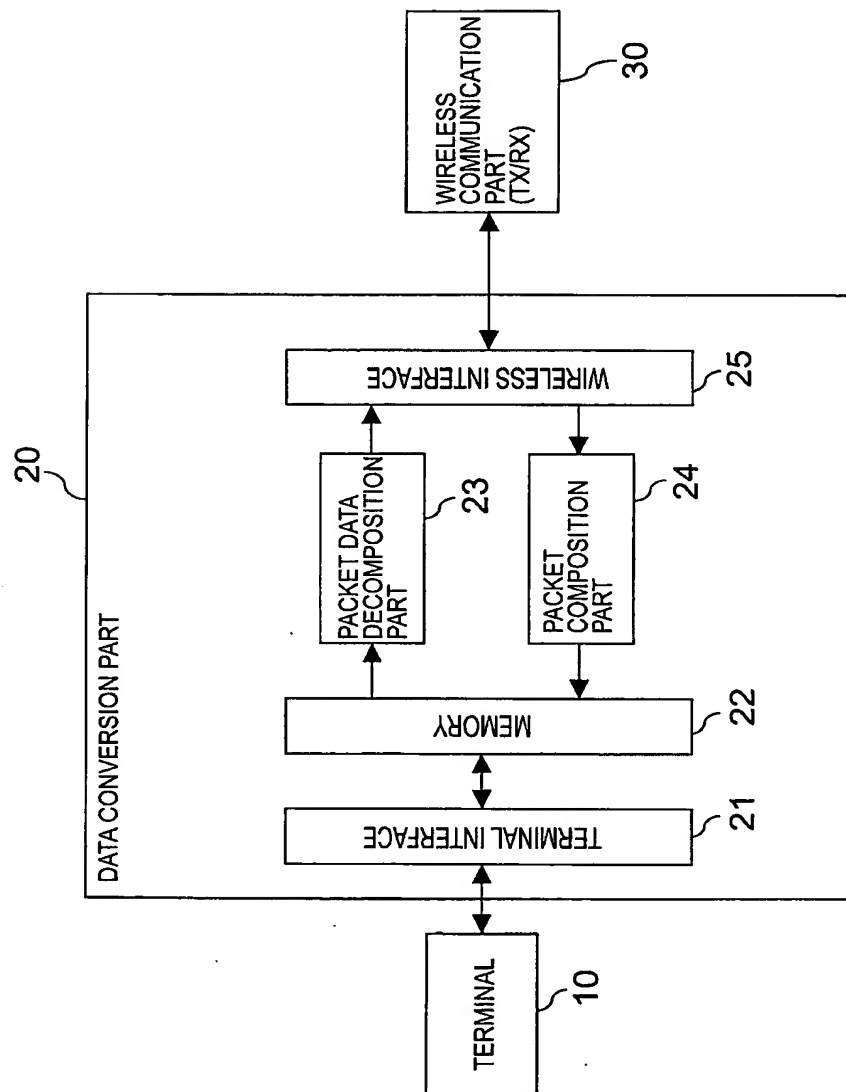 20
DATA CONVERSION PART
TERMINAL
10
TERMINAL INTERFACE
21
MEMORY
22
PACKET DATA
DECOMPOSITION
PART
23
PACKET
COMPOSITION
PART
24
WIRELESS INTERFACE
25
WIRELESS
COMMUNICATION
PART
(TX/RX)
30